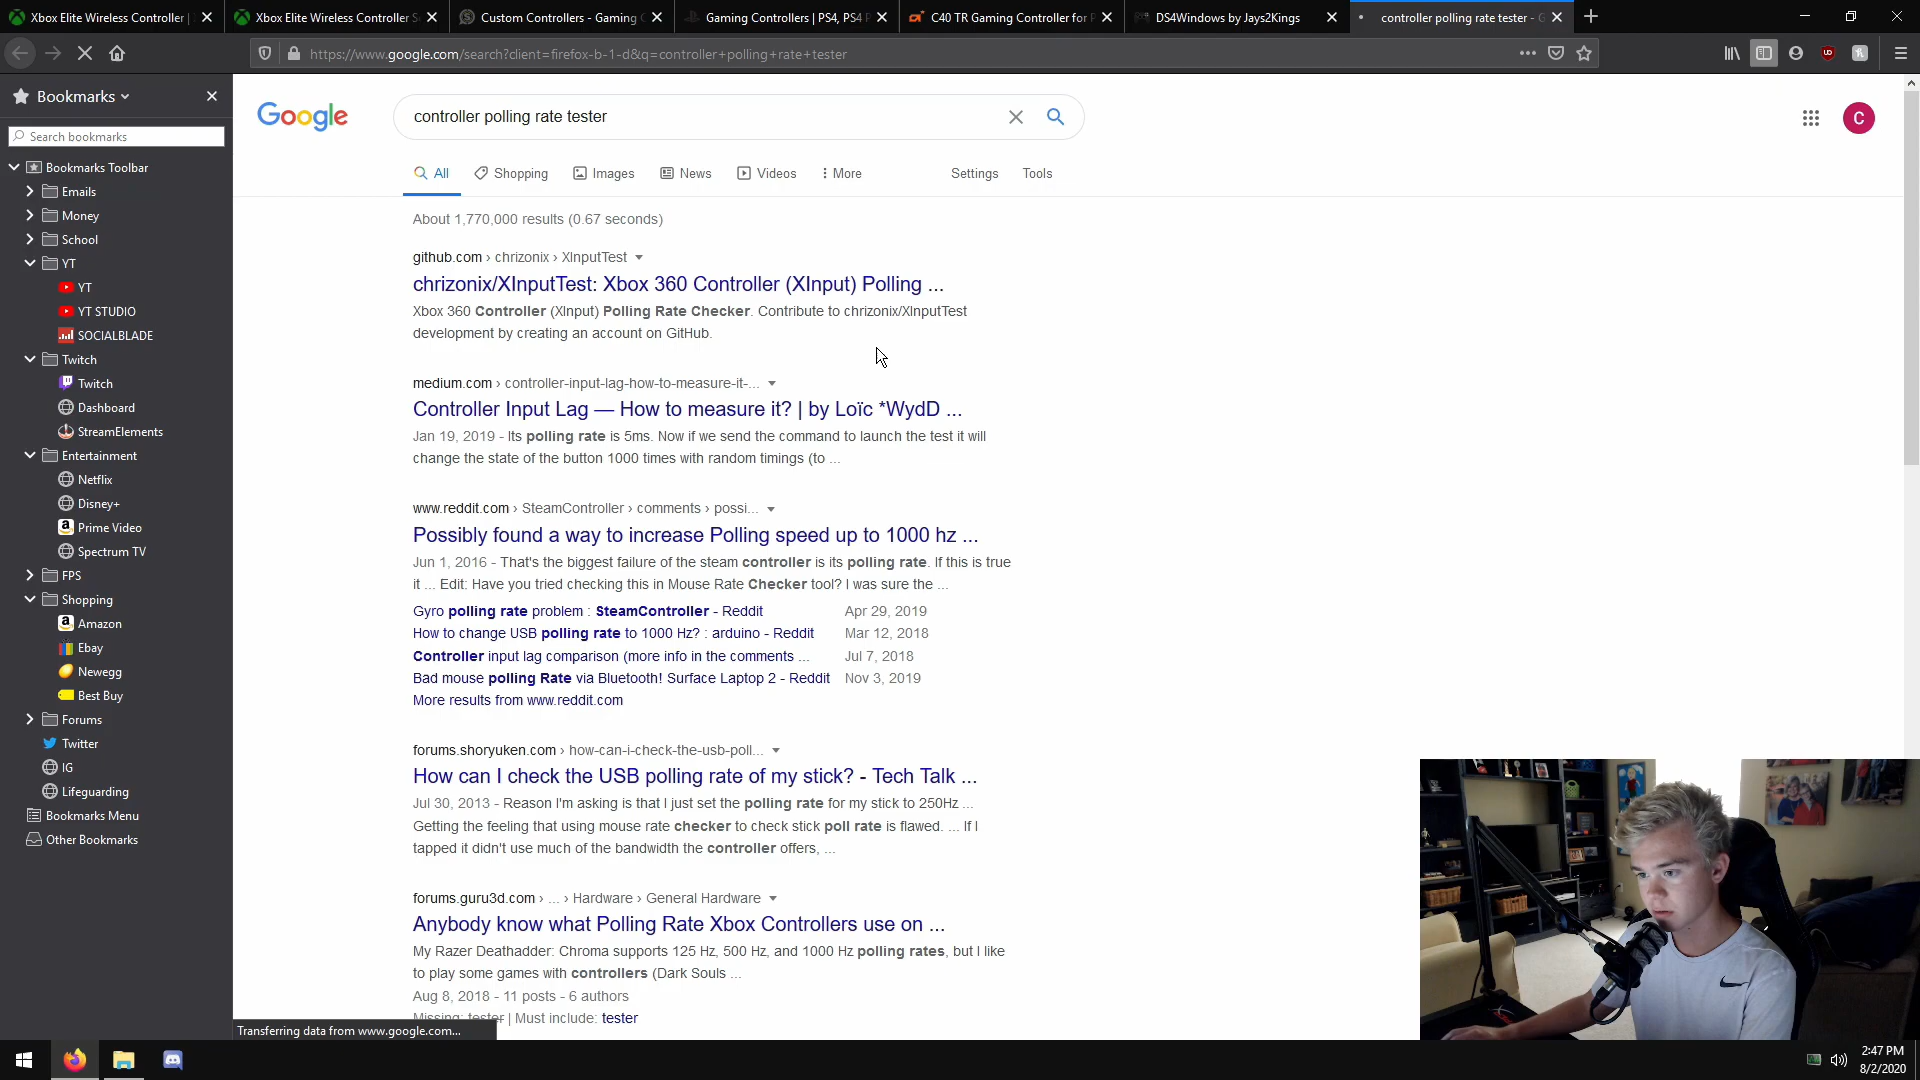 Xbox Elite Wireless Controller |
Xbox Elite Wireless Controller S
Custom Controllers - Gaming C
Gaming Controllers | PS4, PS4 P
C40 TR Gaming Controller for P
DS4Windows by Jays2Kings
controller polling rate tester - G
https://www.google.com/search?client=firefox-b-1-d&q=controller+polling+rate+tester
Bookmarks
Search bookmarks
Bookmarks Toolbar
Emails
Money
School
YT
YT
YT STUDIO
SOCIALBLADE
Twitch
Twitch
Dashboard
StreamElements
Entertainment
Netflix
Disney+
Prime Video
Spectrum TV
FPS
Shopping
Amazon
Ebay
Newegg
Best Buy
Forums
Twitter
IG
Lifeguarding
Bookmarks Menu
Other Bookmarks
Google
controller polling rate tester
C
All
Shopping
Images
News
Videos
More
Settings
Tools
About 1,770,000 results (0.67 seconds)
github.com › chrizonix › XInputTest
chrizonix/XInputTest: Xbox 360 Controller (XInput) Polling ...
Xbox 360 Controller (XInput) Polling Rate Checker. Contribute to chrizonix/XInputTest
development by creating an account on GitHub.
medium.com › controller-input-lag-how-to-measure-it-...
Controller Input Lag — How to measure it? | by Loïc *WydD ...
Jan 19, 2019 - Its polling rate is 5ms. Now if we send the command to launch the test it will
change the state of the button 1000 times with random timings (to ...
www.reddit.com › SteamController › comments › possi...
Possibly found a way to increase Polling speed up to 1000 hz ...
Jun 1, 2016 - That's the biggest failure of the steam controller is its polling rate. If this is true
it ... Edit: Have you tried checking this in Mouse Rate Checker tool? I was sure the ...
Gyro polling rate problem : SteamController - Reddit Apr 29, 2019
How to change USB polling rate to 1000 Hz? : arduino - Reddit Mar 12, 2018
Controller input lag comparison (more info in the comments ... Jul 7, 2018
Bad mouse polling Rate via Bluetooth! Surface Laptop 2 - Reddit Nov 3, 2019
More results from www.reddit.com
forums.shoryuken.com › how-can-i-check-the-usb-poll...
How can I check the USB polling rate of my stick? - Tech Talk ...
Jul 30, 2013 - Reason I'm asking is that I just set the polling rate for my stick to 250Hz ...
Getting the feeling that using mouse rate checker to check stick poll rate is flawed. ... If I
tapped it didn't use much of the bandwidth the controller offers, ...
forums.guru3d.com › ... › Hardware › General Hardware
Anybody know what Polling Rate Xbox Controllers use on ...
My Razer Deathadder: Chroma supports 125 Hz, 500 Hz, and 1000 Hz polling rates, but I like
to play some games with controllers (Dark Souls ...
Aug 8, 2018 - 11 posts - 6 authors
Missing: tester | Must include: tester
Transferring data from www.google.com...
2:47 PM
8/2/2020